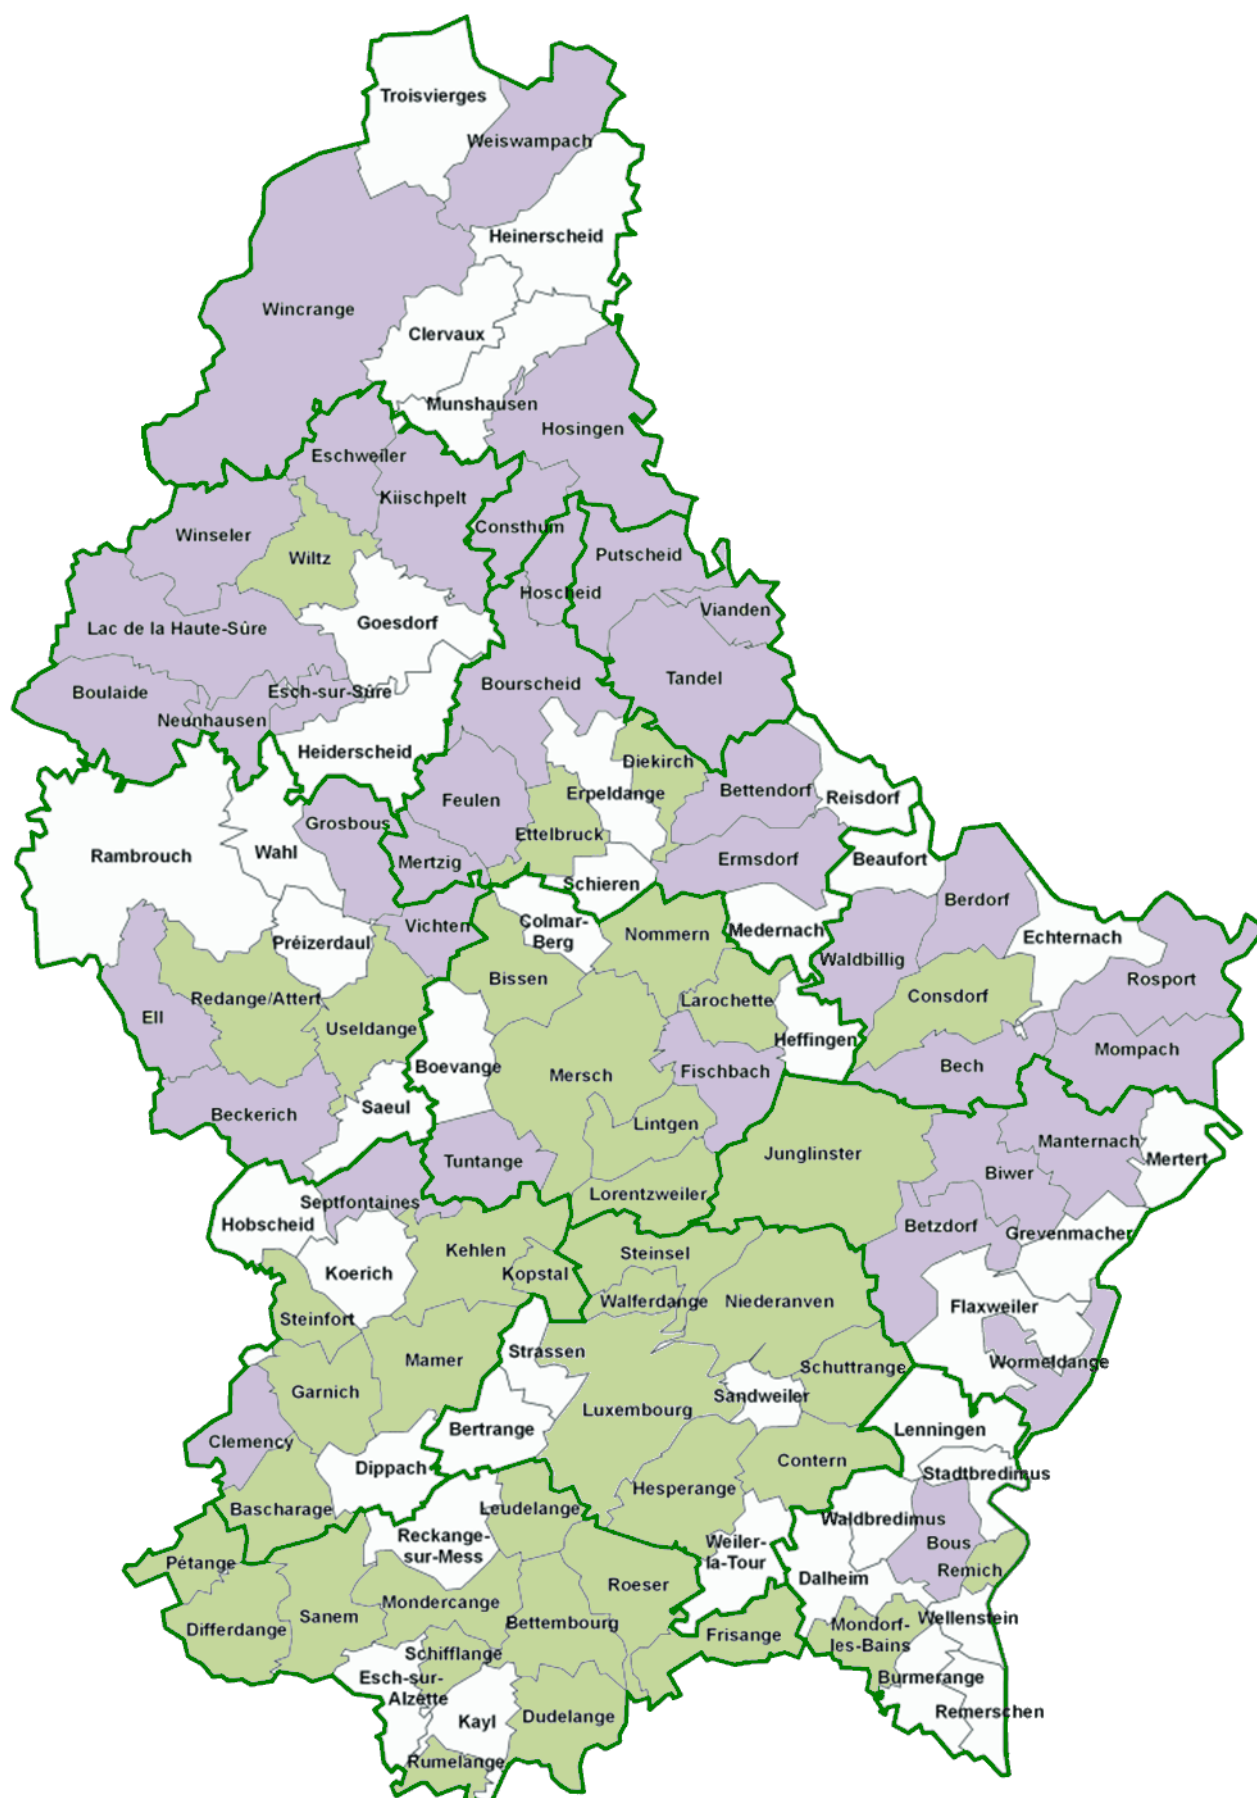 Troisvierges
Weiswampach
Heinerscheid
Wincrange
Clervaux
Munshausen
Hosingen
Eschweiler
Kiischpelt
Consthum
Winseler
Wiltz
Putscheid
Hoscheid
Vianden
Goesdorf
Lac de la Haute-Sûre
Tandel
Bourscheid
Boulaide
Esch-sur-Sûre
Neunhausen
Heiderscheid
Diekirch
Erpeldange
Bettendorf
Reisdorf
Feulen
Grosbous
Ettelbruck
Wahl
Rambrouch
Mertzig
Ermsdorf
Beaufort
Schieren
Berdorf
Vichten
Colmar-
Berg
Nommern
Medernach
Echternach
Préizerdaul
Waldbillig
Rosport
Bissen
Redange/Attert
Larochette
Consdorf
Ell
Useldange
Heffingen
Mompach
Boevange
Mersch
Fischbach
Bech
Saeul
Beckerich
Lintgen
Manternach
Junglinster
Mertert
Tuntange
Biwer
Lorentzweiler
Septfontaines
Hobscheid
Betzdorf
Grevenmacher
Kehlen
Steinsel
Koerich
Kopstal
Walferdange
Niederanven
Flaxweiler
Steinfort
Strassen
Mamer
Wormeldange
Schuttrange
Garnich
Sandweiler
Luxembourg
Bertrange
Lenningen
Clemency
Contern
Dippach
Stadtbredimus
Hesperange
Bascharage
Leudelange
Waldbredimus
Reckange-
sur-Mess
Weiler-
la-Tour
Bous
Pétange
Remich
Dalheim
Roeser
Mondercange
Sanem
Wellenstein
Bettembourg
Mondorf-
les-Bains
Differdange
Frisange
Schifflange
Esch-sur-
Alzette
Burmerange
Remerschen
Dudelange
Kayl
Rumelange